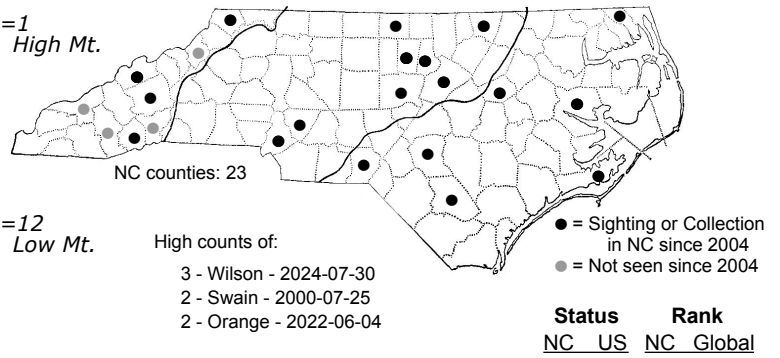 =1
High Mt.
NC counties: 23
=12
Low Mt.
High counts of:
3 - Wilson - 2024-07-30
2 - Swain - 2000-07-25
2 - Orange - 2022-06-04
= Sighting or Collection
in NC since 2004
= Not seen since 2004
Status Rank
NC US NC Global